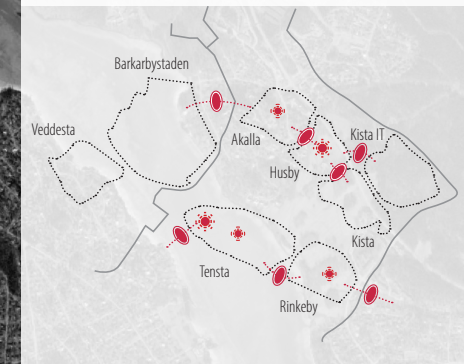 Barkarbystaden
Veddesta
Akalla
Kista IT
Husby
Kista
Tensta
Rinkeby